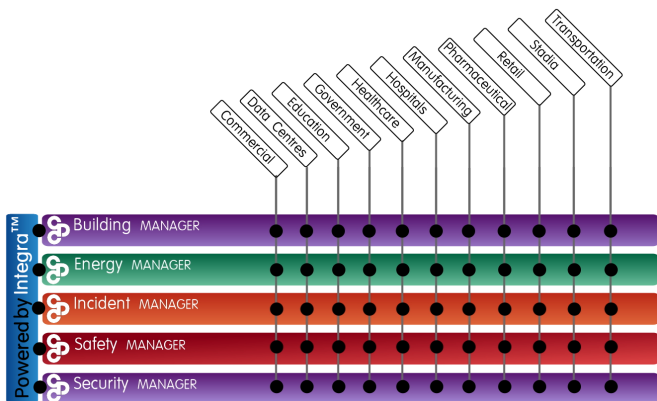 Commercial
Data Centres
Education
Government
Healthcare
Hospitals
Manufacturing
Pharmaceutical
Retail
Stadia
Transportation
Powered by Integra™
Building MANAGER
Energy MANAGER
Incident MANAGER
Safety MANAGER
Security MANAGER